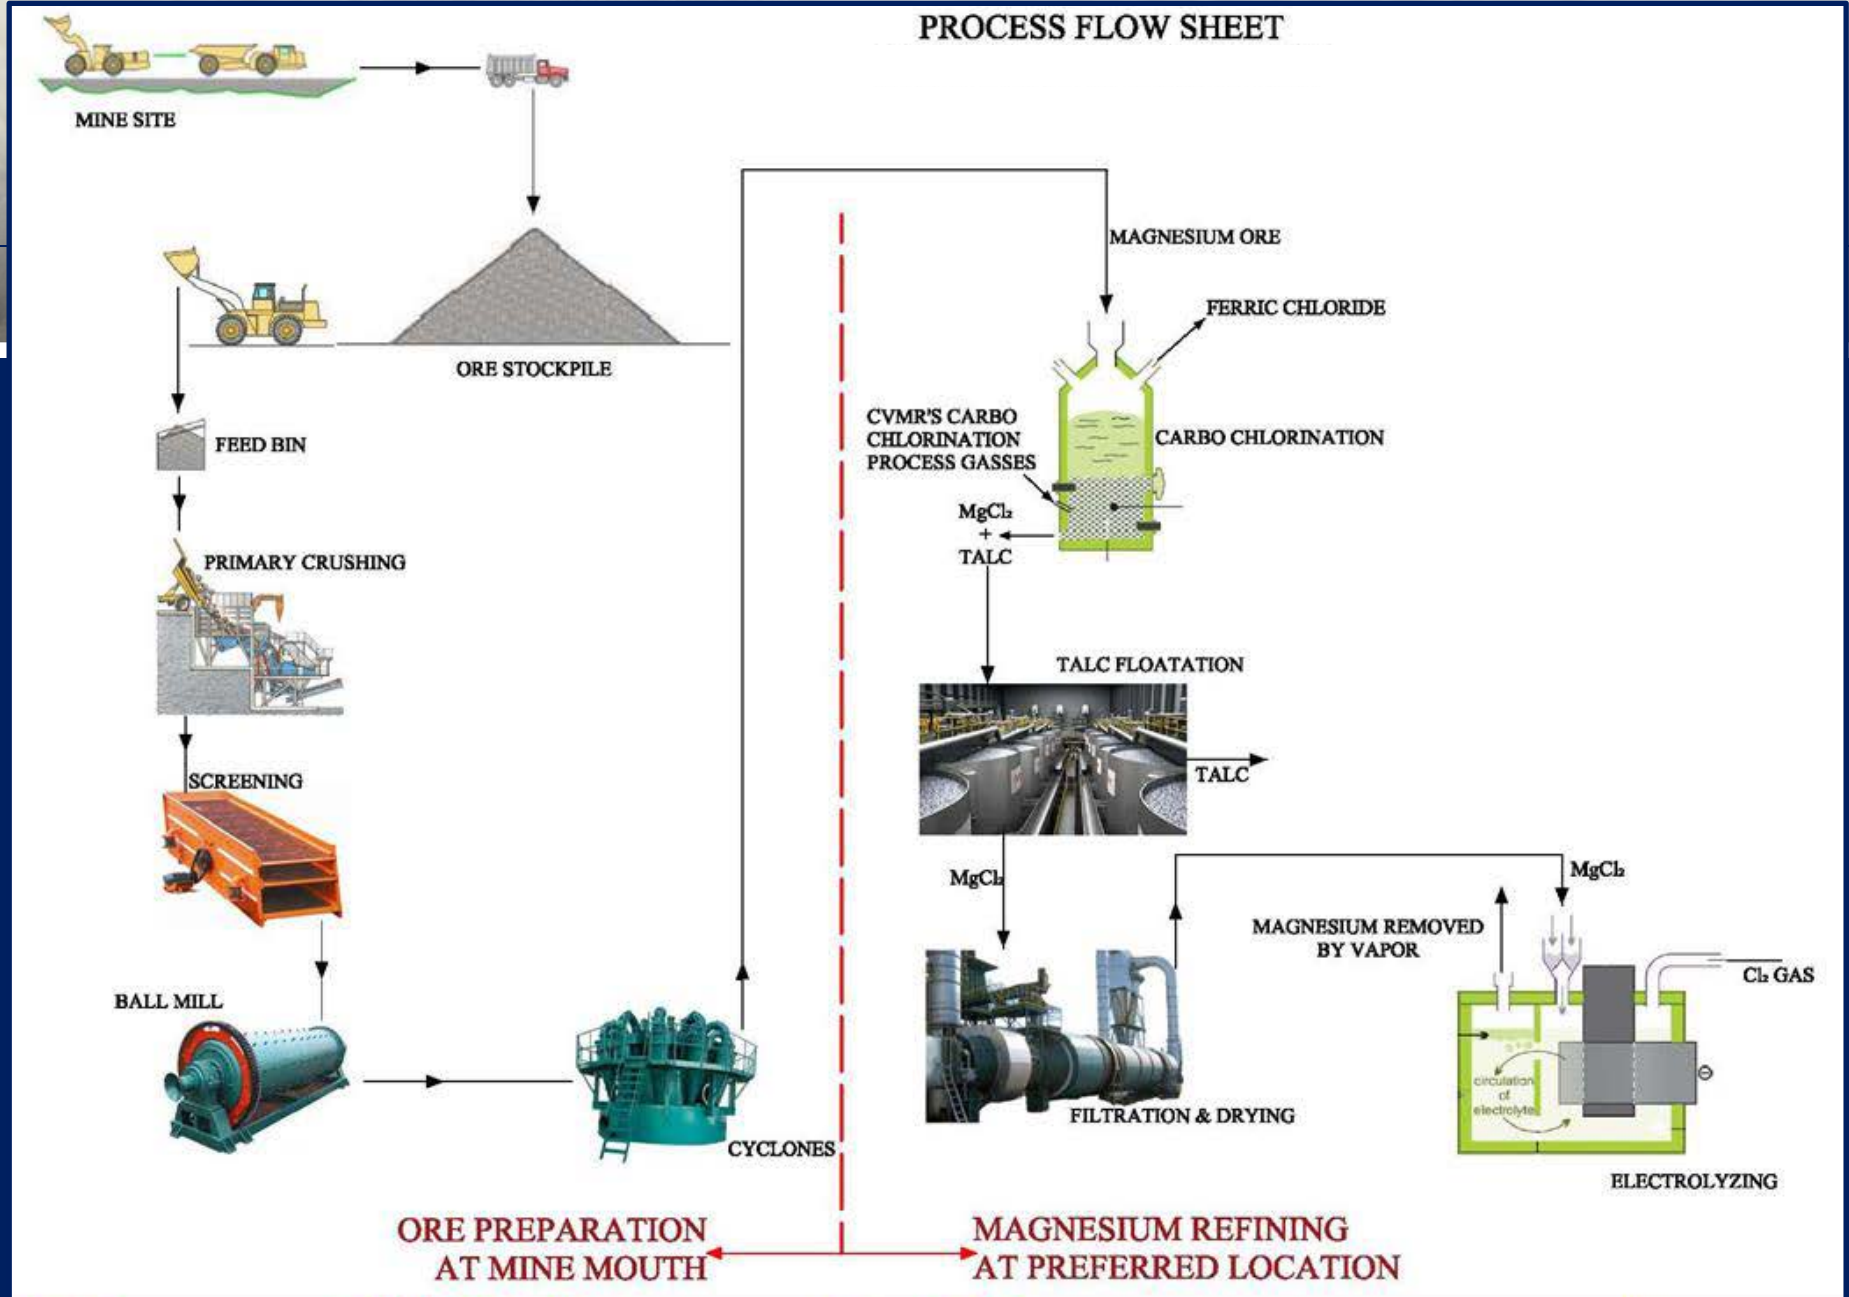 PROCESS FLOW SHEET
MINE SITE
ORE STOCKPILE
FEED BIN
PRIMARY CRUSHING
SCREENING
BALL MILL
CYCLONES
MAGNESIUM ORE
FERRIC CHLORIDE
CVMR'S CARBO
CHLORINATION
PROCESS GASSES
CARBO CHLORINATION
MgCl₂
+
TALC
TALC FLOATATION
TALC
MgCl₂
FILTRATION & DRYING
MgCl₂
MAGNESIUM REMOVED
BY VAPOR
Cl₂ GAS
circulation
of
electrolyte
ELECTROLYZING
ORE PREPARATION
AT MINE MOUTH
MAGNESIUM REFINING
AT PREFERRED LOCATION